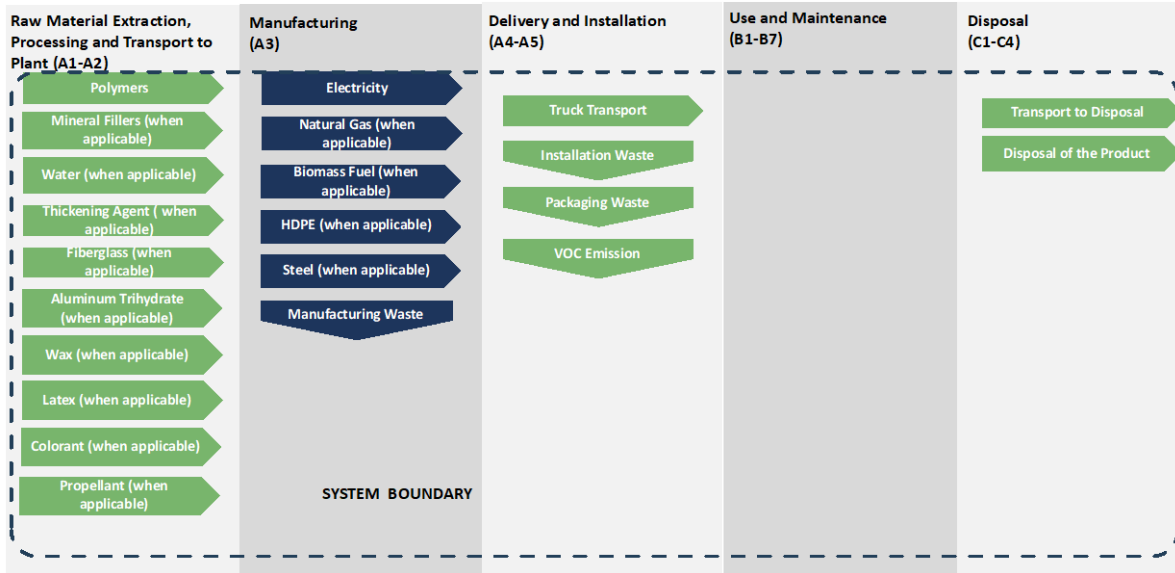 Raw Material Extraction,
Processing and Transport to
Plant (A1-A2)
Polymers
Mineral Fillers (when
applicable)
Water (when applicable)
Thickening Agent ( when
applicable)
Fiberglass (when
applicable)
Aluminum Trihydrate
(when applicable)
Wax (when applicable)
Latex (when applicable)
Colorant (when applicable)
Propellant (when
applicable)
Manufacturing
(A3)
Electricity
Natural Gas (when
applicable)
Biomass Fuel (when
applicable)
HDPE (when applicable)
Steel (when applicable)
Manufacturing Waste
SYSTEM BOUNDARY
Delivery and Installation
(A4-A5)
Truck Transport
Installation Waste
Packaging Waste
VOC Emission
Use and Maintenance
(B1-B7)
Disposal
(C1-C4)
Transport to Disposal
Disposal of the Product